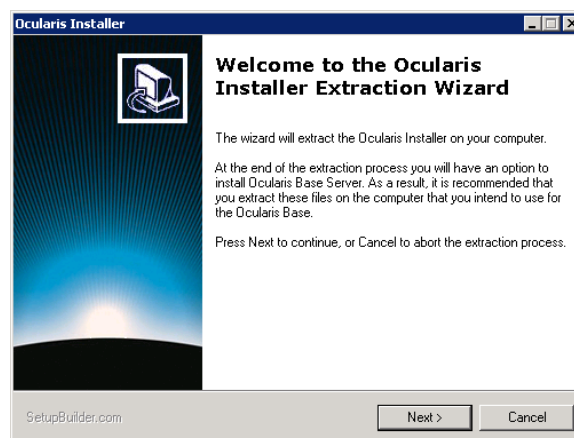 Ocularis Installer
Welcome to the Ocularis
Installer Extraction Wizard
The wizard will extract the Ocularis Installer on your computer.
At the end of the extraction process you will have an option to
install Ocularis Base Server. As a result, it is recommended that
you extract these files on the computer that you intend to use for
the Ocularis Base.
Press Next to continue, or Cancel to abort the extraction process.
SetupBuilder.com
Next >
Cancel